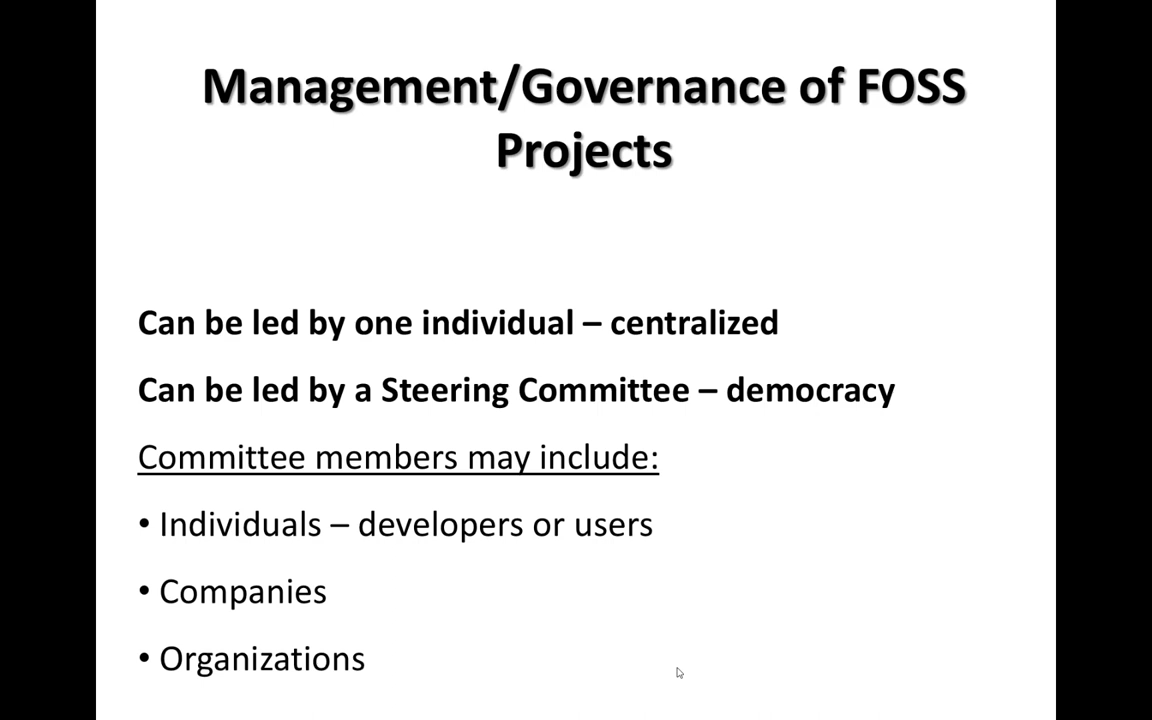 Management/Governance of FOSS
Projects
Can be led by one individual – centralized
Can be led by a Steering Committee – democracy
Committee members may include:
• Individuals – developers or users
• Companies
• Organizations